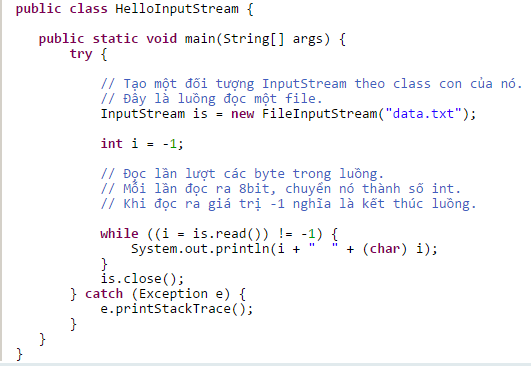 public class HelloInputStream {
public static void main(String[] args) {
try {
// Tạo một đối tượng InputStream theo class con của nó.
// Đây là luồng đọc một file.
InputStream is = new FileInputStream("data.txt");
int i = -1;
// Đọc lần lượt các byte trong luồng.
// Mỗi lần đọc ra 8bit, chuyển nó thành số int.
// Khi đọc ra giá trị -1 nghĩa là kết thúc luồng.
while ((i = is.read()) != -1) {
System.out.println(i + "  " + (char) i);
}
is.close();
} catch (Exception e) {
e.printStackTrace();
}
}
}